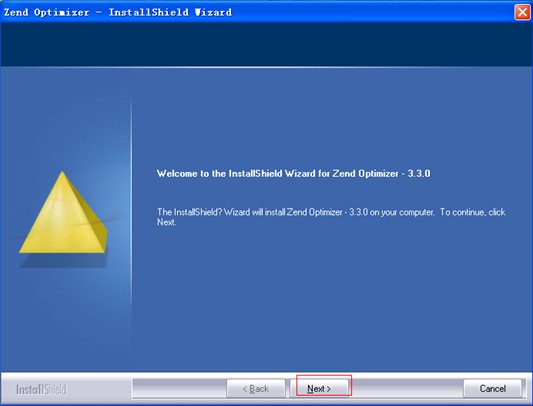 Zend Optimizer - InstallShield Wizard
Welcome to the InstallShield Wizard for Zend Optimizer - 3.3.0
The InstallShield? Wizard will install Zend Optimizer - 3.3.0 on your computer. To continue, click
Next.
InstallShield
< Back
Next >
Cancel